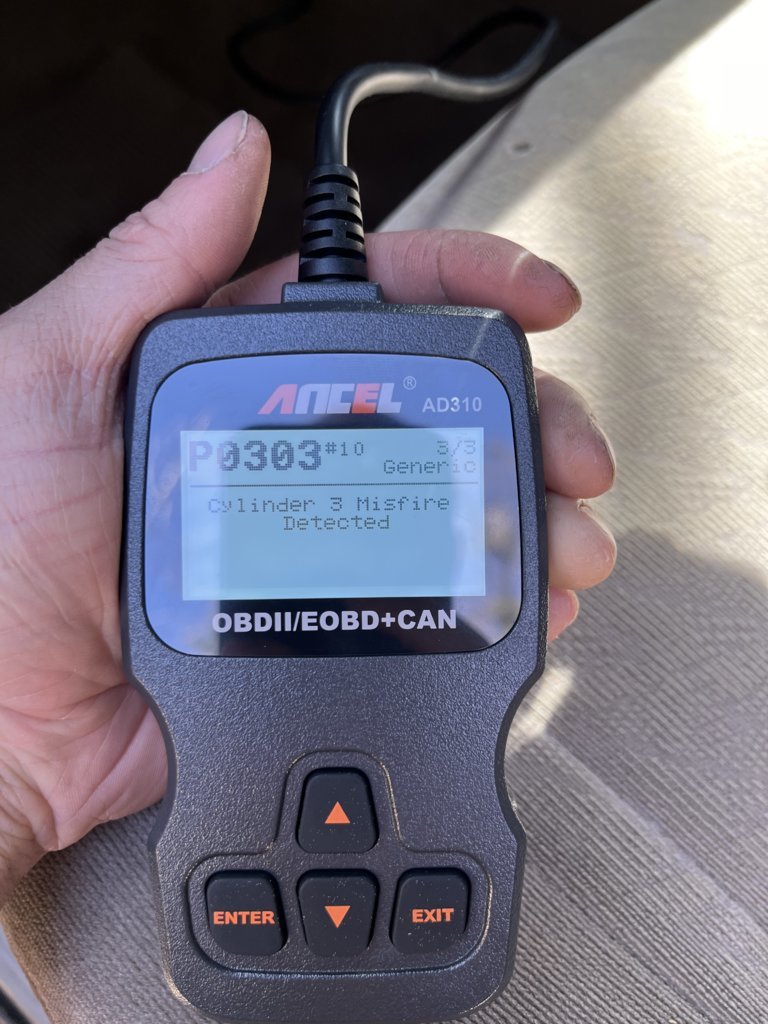 ANCEL®
AD310
P0303 #10 3/3
Generic
Cylinder 3 Misfire
Detected
OBDII/EOBD+CAN
▲
ENTER ▼ EXIT